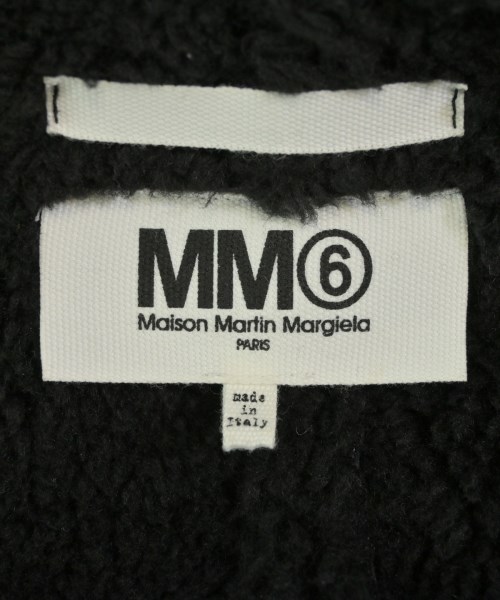 MM⑥
Maison Martin Margiela
PARIS
made
in
Italy